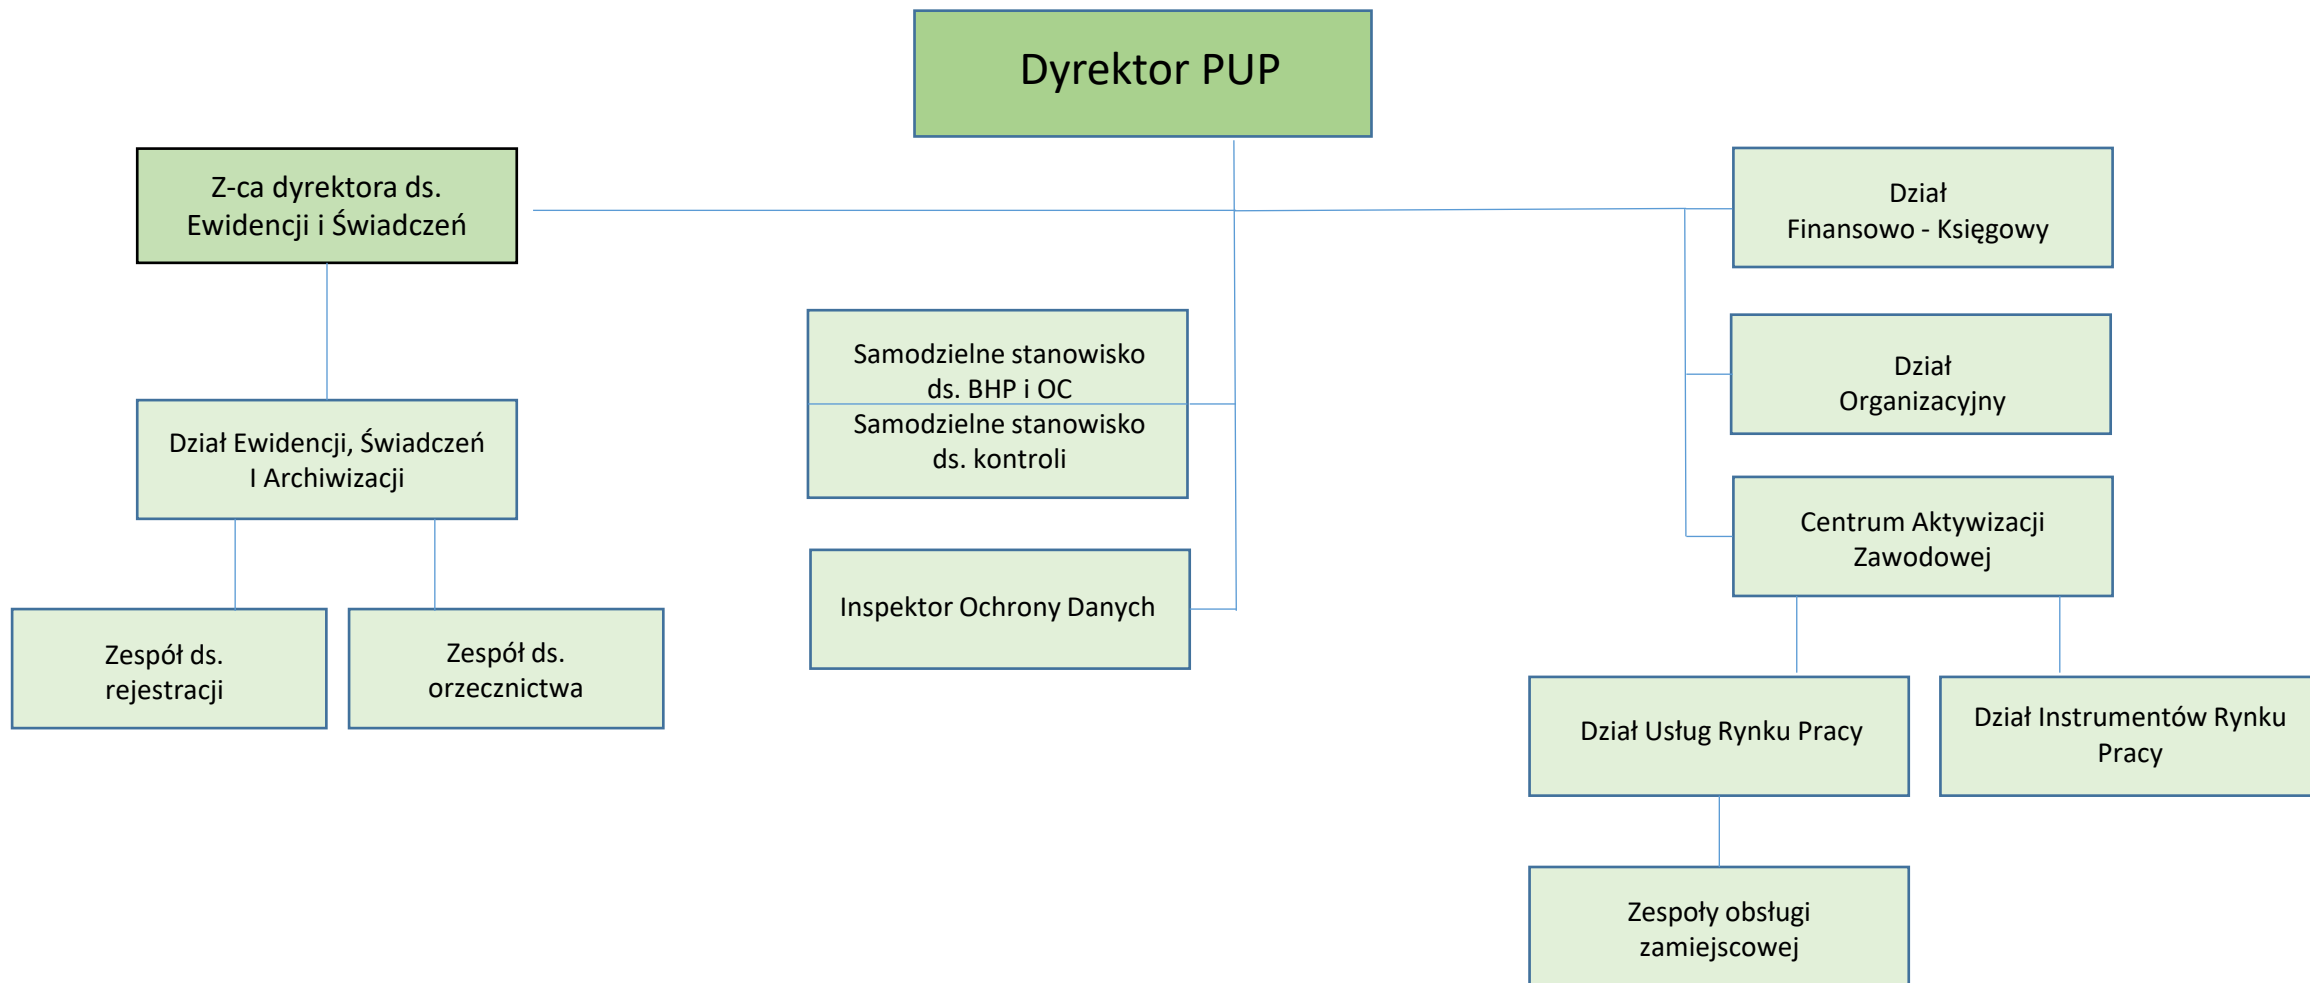 Dyrektor PUP
Z-ca dyrektora ds.
Ewidencji i Świadczeń
Dział
Finansowo - Księgowy
Samodzielne stanowisko
ds. BHP i OC
Samodzielne stanowisko
ds. kontroli
Dział
Organizacyjny
Dział Ewidencji, Świadczeń
I Archiwizacji
Centrum Aktywizacji
Zawodowej
Inspektor Ochrony Danych
Zespół ds.
rejestracji
Zespół ds.
orzecznictwa
Dział Usług Rynku Pracy
Dział Instrumentów Rynku
Pracy
Zespoły obsługi
zamiejscowej